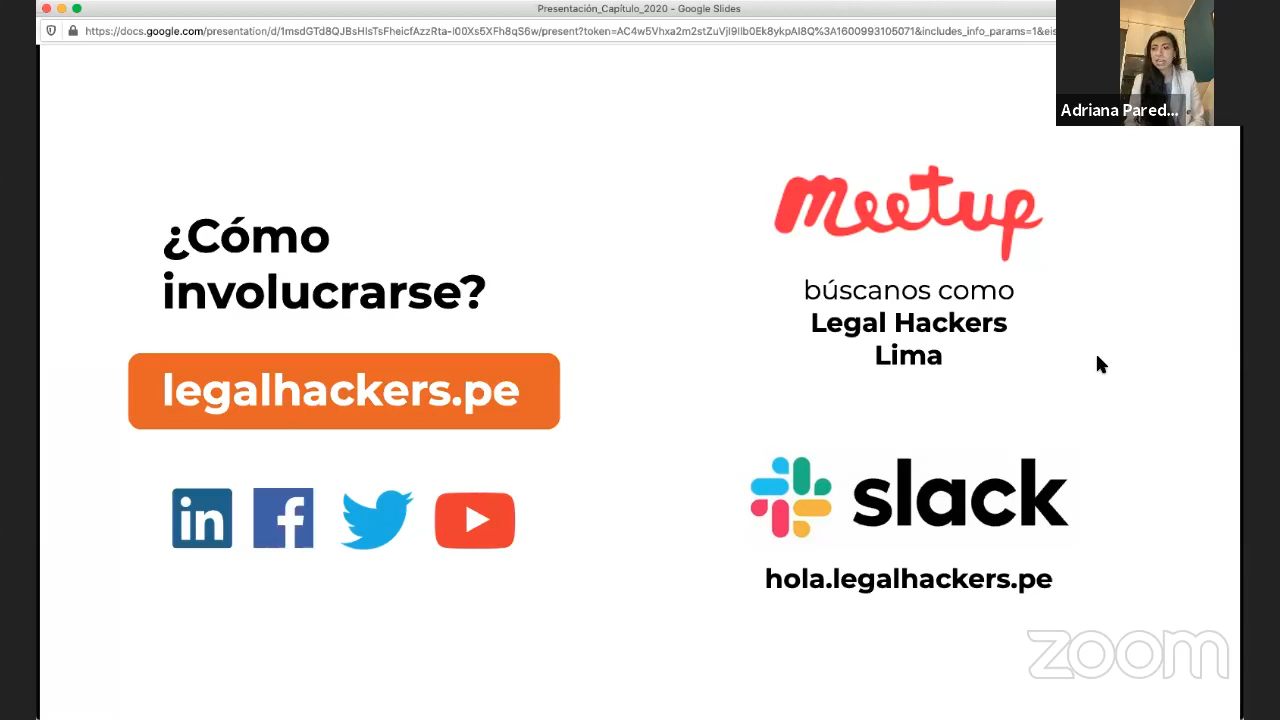 Presentación_Capítulo_2020 - Google Slides
Adriana Pared...
¿Cómo
involucrarse?
legalhackers.pe
in
f
meetup
búscanos como
Legal Hackers
Lima
slack
hola.legalhackers.pe
zoom